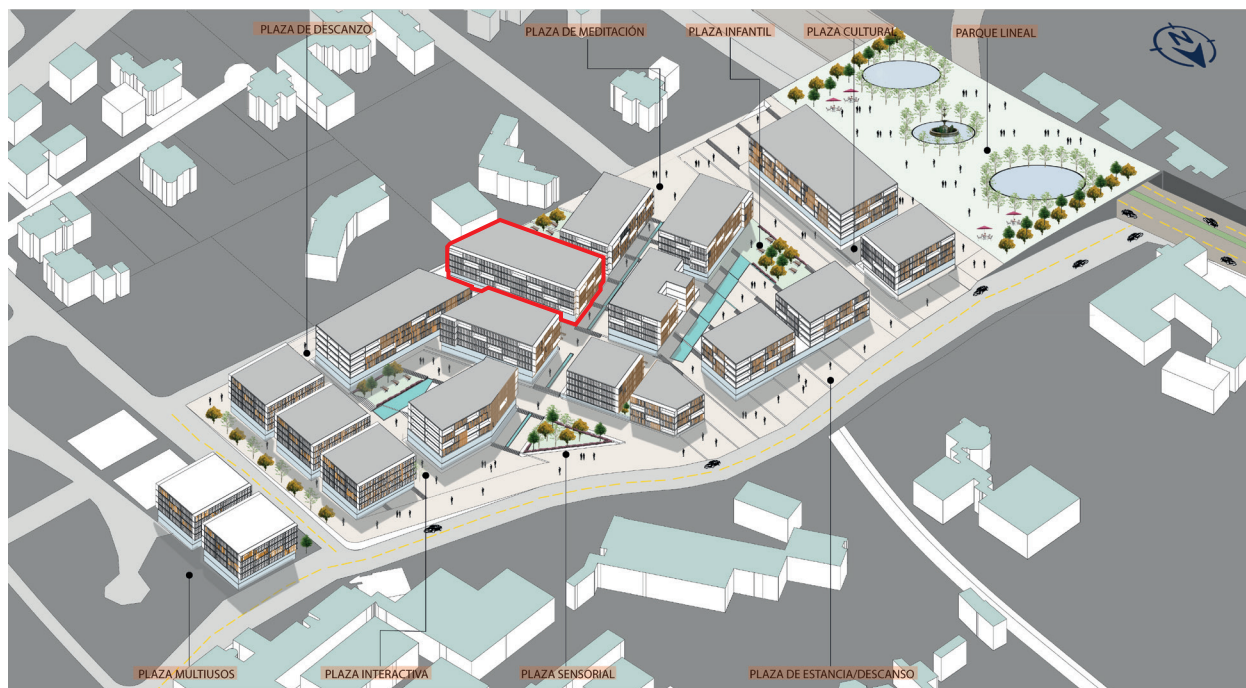 PLAZA DE DESCANZO
PLAZA DE MEDITACIÓN
PLAZA INFANTIL
PLAZA CULTURAL
PARQUE LINEAL
N
PLAZA MULTIUSOS
PLAZA INTERACTIVA
PLAZA SENSORIAL
PLAZA DE ESTANCIA/DESCANSO